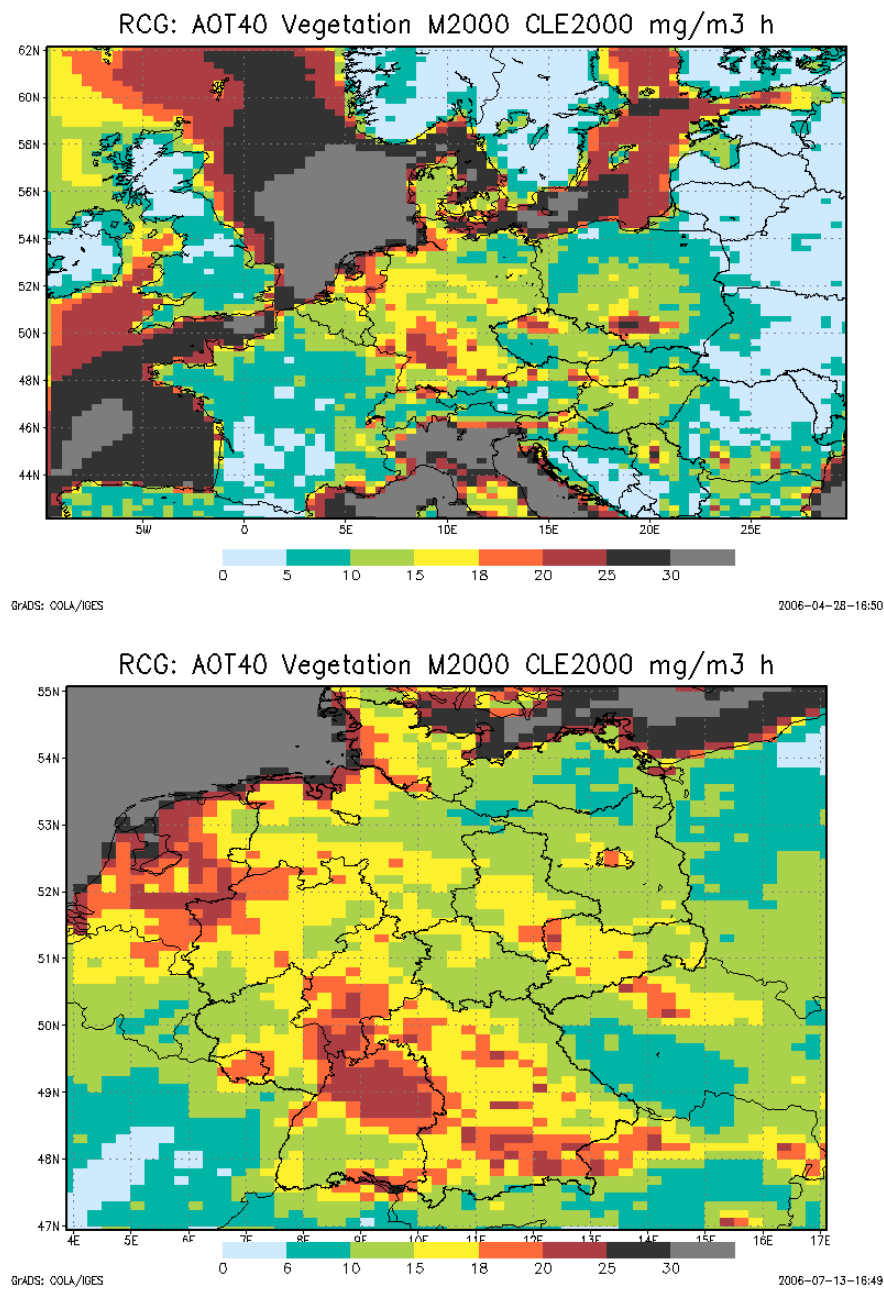 RCG: AOT40 Vegetation M2000 CLE2000 mg/m3 h
62N
60N
58N
56N
54N
52N
50N
48N
46N
44N
5W 0 5E 10E 15E 20E 25E
0 5 10 15 18 20 25 30
GrADS: COLA/IGES 2006-04-28-16:50
RCG: AOT40 Vegetation M2000 CLE2000 mg/m3 h
55N
54N
53N
52N
51N
50N
49N
48N
47N
4E 5E 6E 7E 8E 9E 10E 11E 12E 13E 14E 15E 16E 17E
0 6 10 15 18 20 25 30
GrADS: COLA/IGES 2006-07-13-16:49